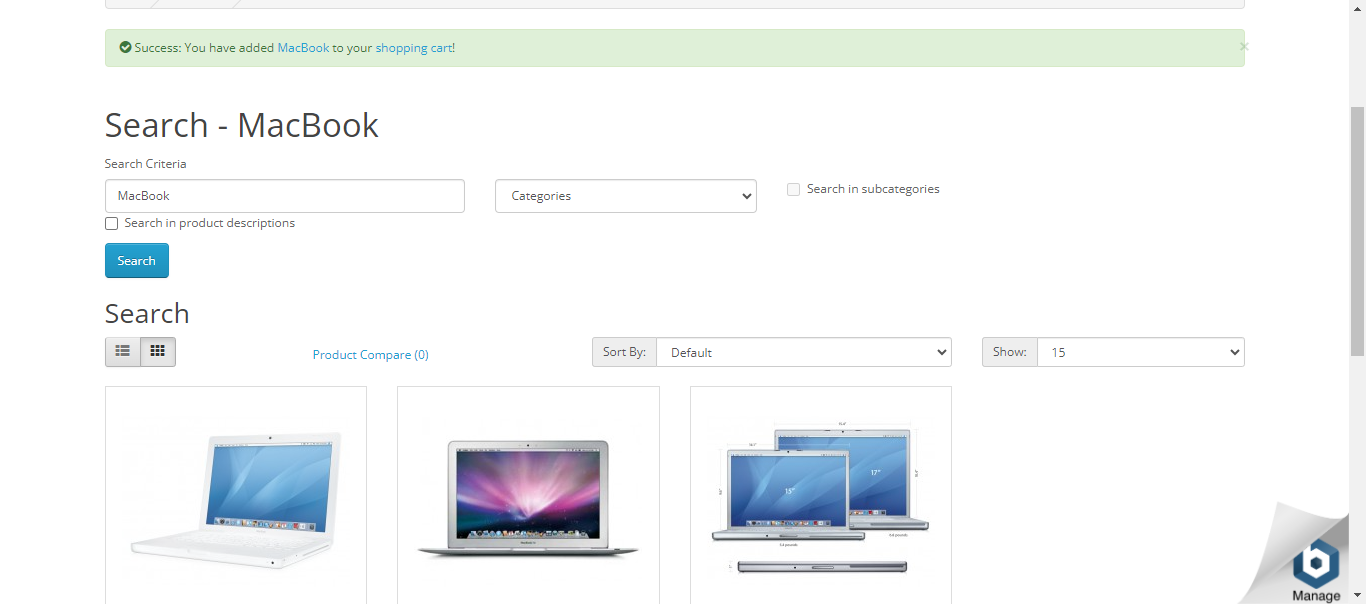 Success: You have added MacBook to your shopping cart! ×
Search - MacBook
Search Criteria
MacBook
Categories
Search in subcategories
Search in product descriptions
Search
Search
Product Compare (0)
Sort By: Default
Show: 15
15"
17"
Manage